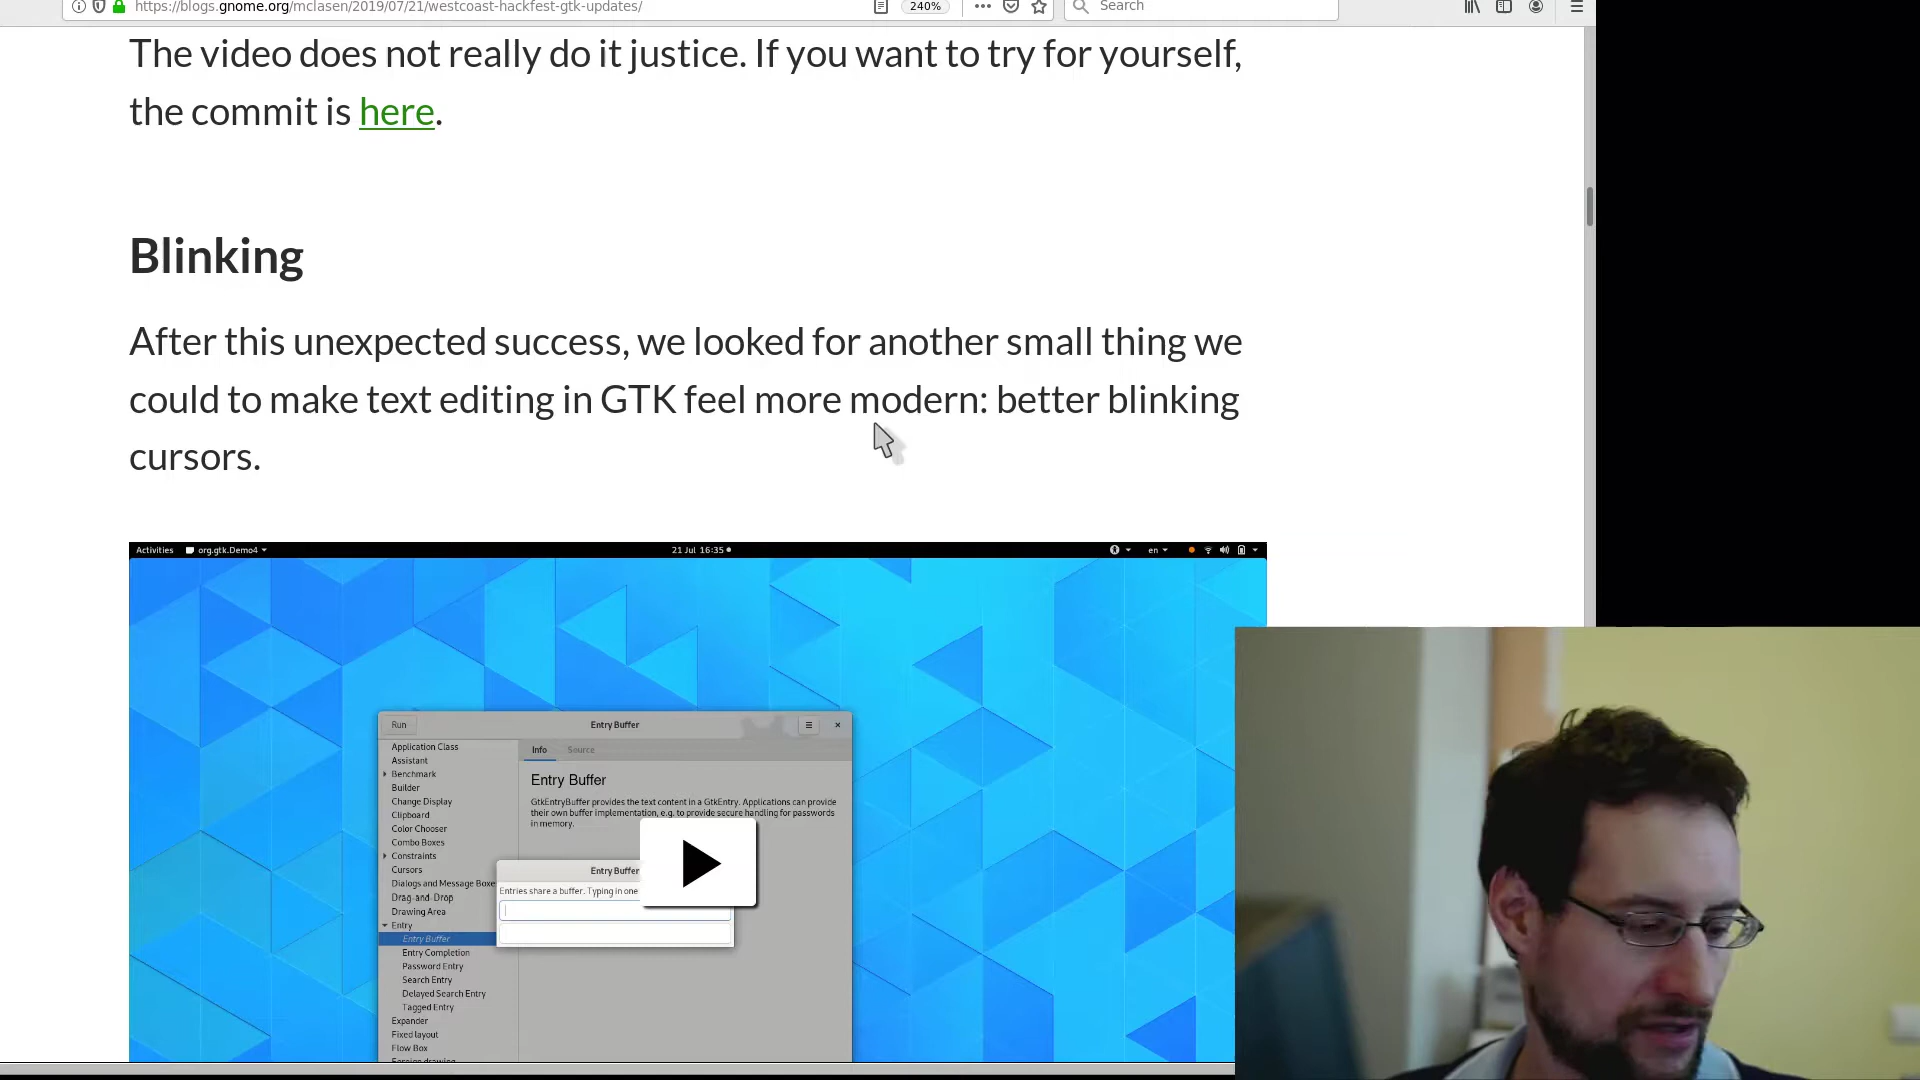 https://blogs.gnome.org/mclasen/2019/07/21/westcoast-hackfest-gtk-updates/
240%
Search
The video does not really do it justice. If you want to try for yourself,
the commit is here.
Blinking
After this unexpected success, we looked for another small thing we
could to make text editing in GTK feel more modern: better blinking
cursors.
Activities org.gtk.Demo4 21 Jul 16:35 en
Run Entry Buffer
Info Source
Application Class
Assistant
Benchmark
Builder
Change Display
Clipboard
Color Chooser
Combo Boxes
Constraints
Cursors
Dialogs and Message Boxe
Drag-and-Drop
Drawing Area
Entry
Entry Buffer
Entry Completion
Password Entry
Search Entry
Delayed Search Entry
Tagged Entry
Expander
Fixed layout
Flow Box
Entry Buffer
GtkEntryBuffer provides the text content in a GtkEntry. Applications can provide
their own buffer implementation, e.g. to provide secure handling for passwords
in memory.
Entry Buffer
Entries share a buffer. Typing in one